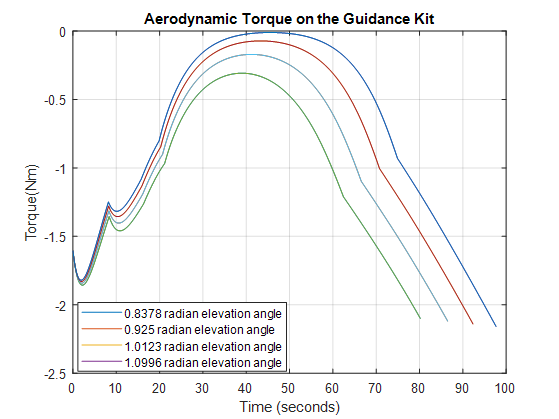 Aerodynamic Torque on the Guidance Kit
0
-0.5
-1
-1.5
-2
-2.5
Torque(Nm)
0.8378 radian elevation angle
0.925 radian elevation angle
1.0123 radian elevation angle
1.0996 radian elevation angle
0 10 20 30 40 50 60 70 80 90 100
Time (seconds)